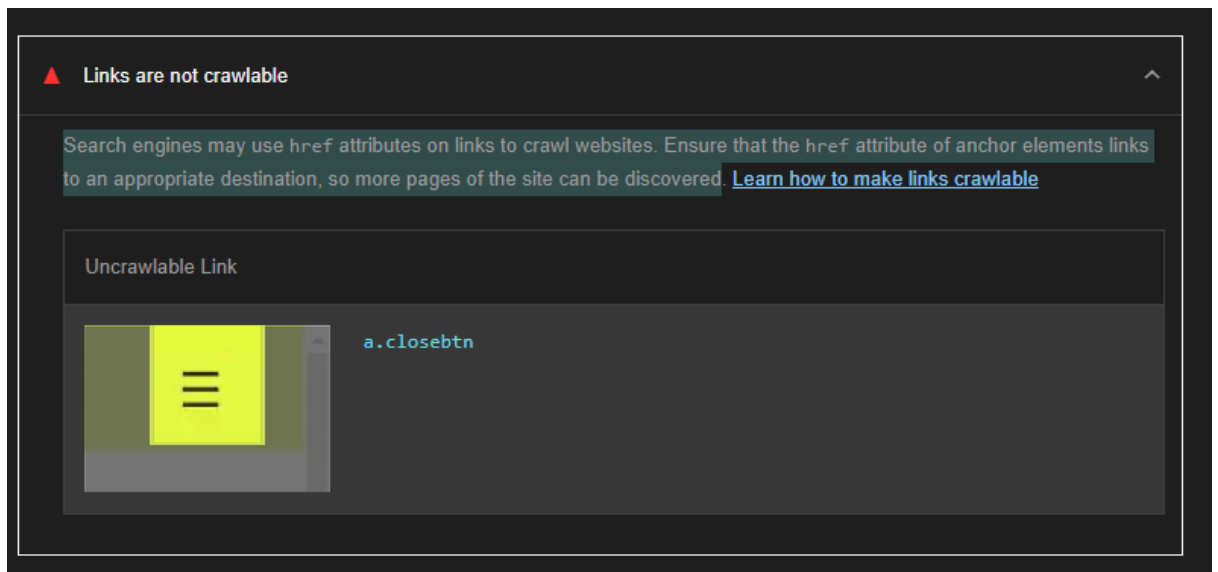 Links are not crawlable
Search engines may use href attributes on links to crawl websites. Ensure that the href attribute of anchor elements links
to an appropriate destination, so more pages of the site can be discovered. Learn how to make links crawlable
Uncrawlable Link
a.closebtn